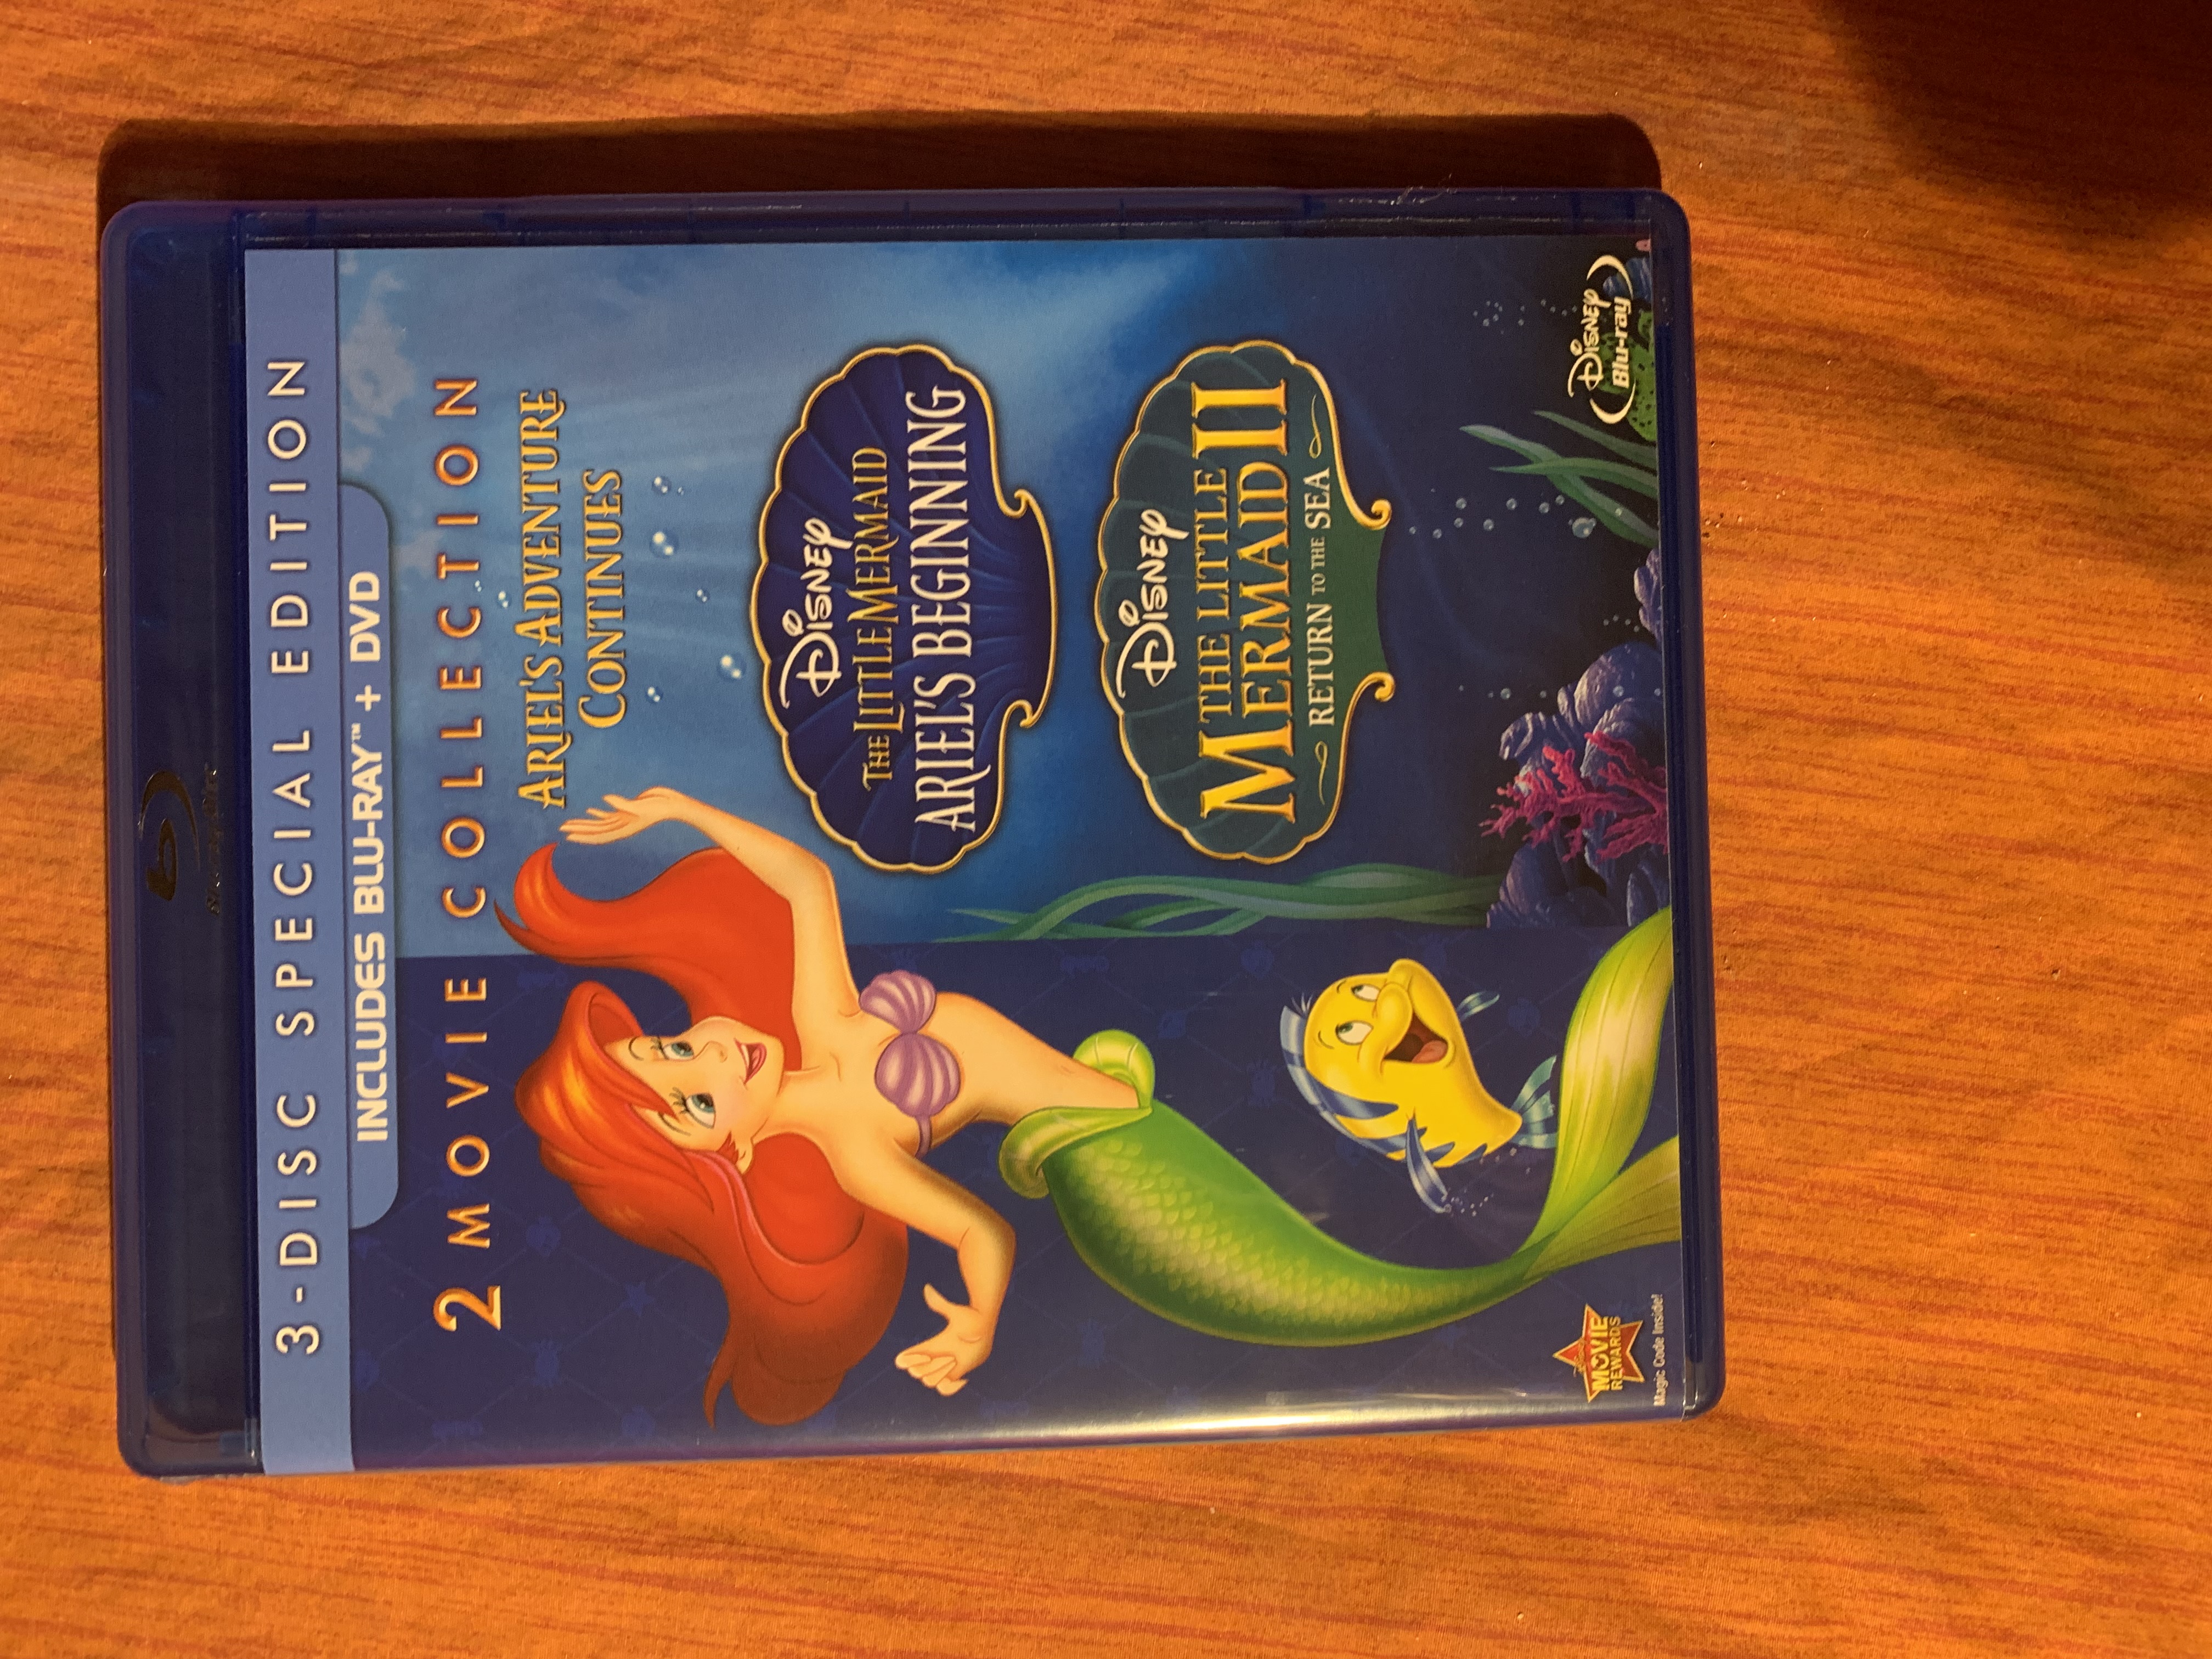 3-DISC SPECIAL EDITION
INCLUDES BLU-RAY™ + DVD
2 MOVIE COLLECTION
ARIEL'S ADVENTURE
CONTINUES
DISNEY
THE LITTLE MERMAID
ARIEL'S BEGINNING
DISNEY
THE LITTLE
MERMAID II
RETURN TO THE SEA
DISNEY
MOVIE
REWARDS
Magic Code Inside!
DISNEY
Blu-ray